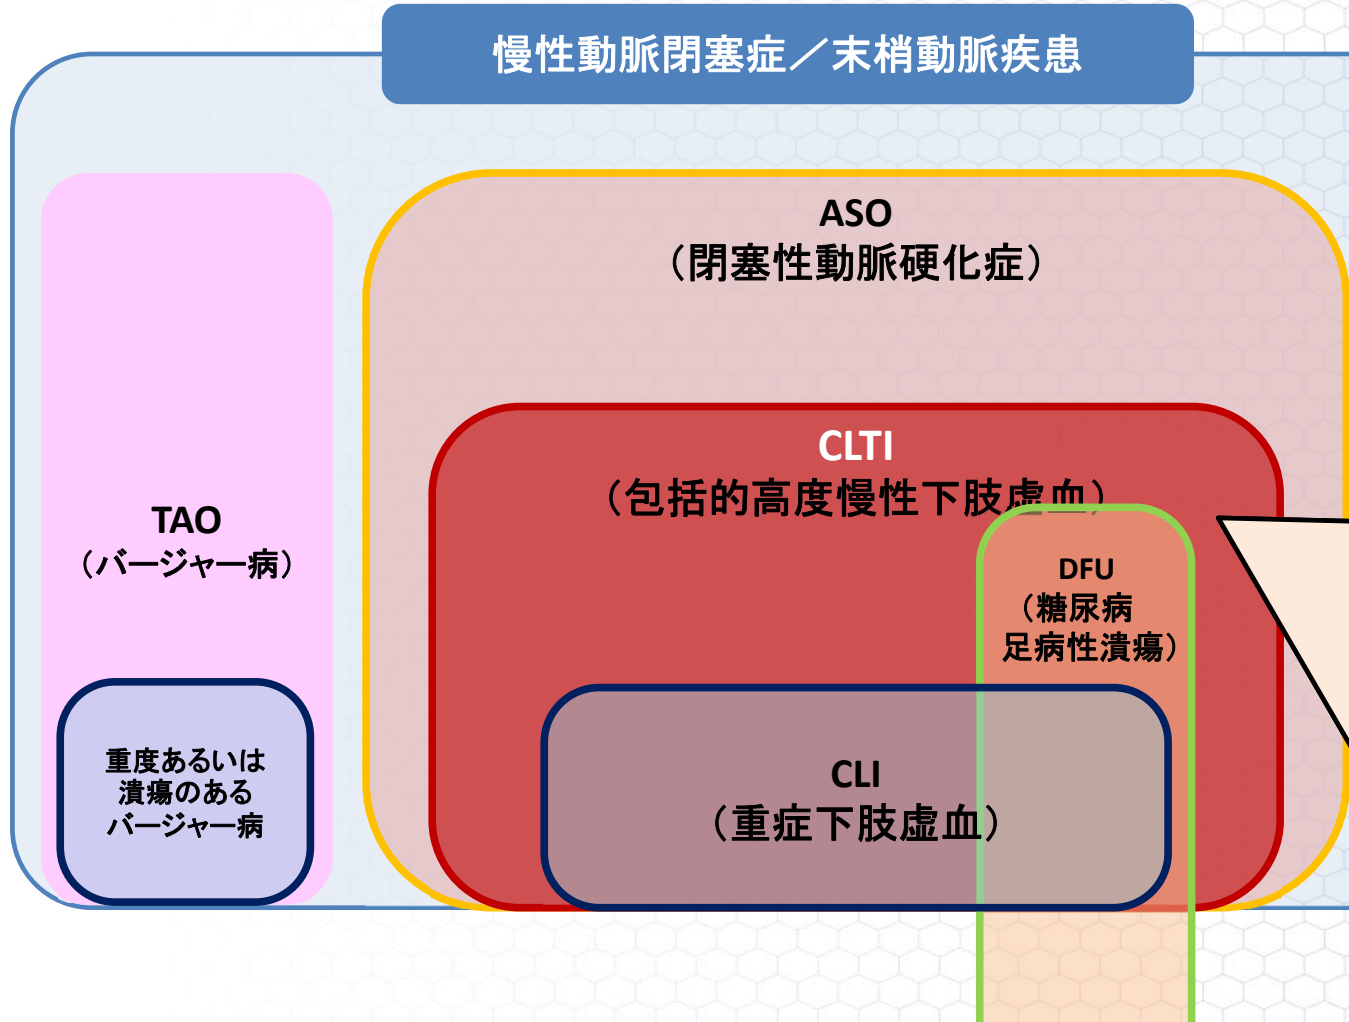 慢性動脈閉塞症／末梢動脈疾患
ASO
（閉塞性動脈硬化症）
CLTI
（包括的高度慢性下肢虚血）
TAO
（バージャー病）
DFU
（糖尿病
足病性潰瘍）
重度あるいは
潰瘍のある
バージャー病
CLI
（重症下肢虚血）